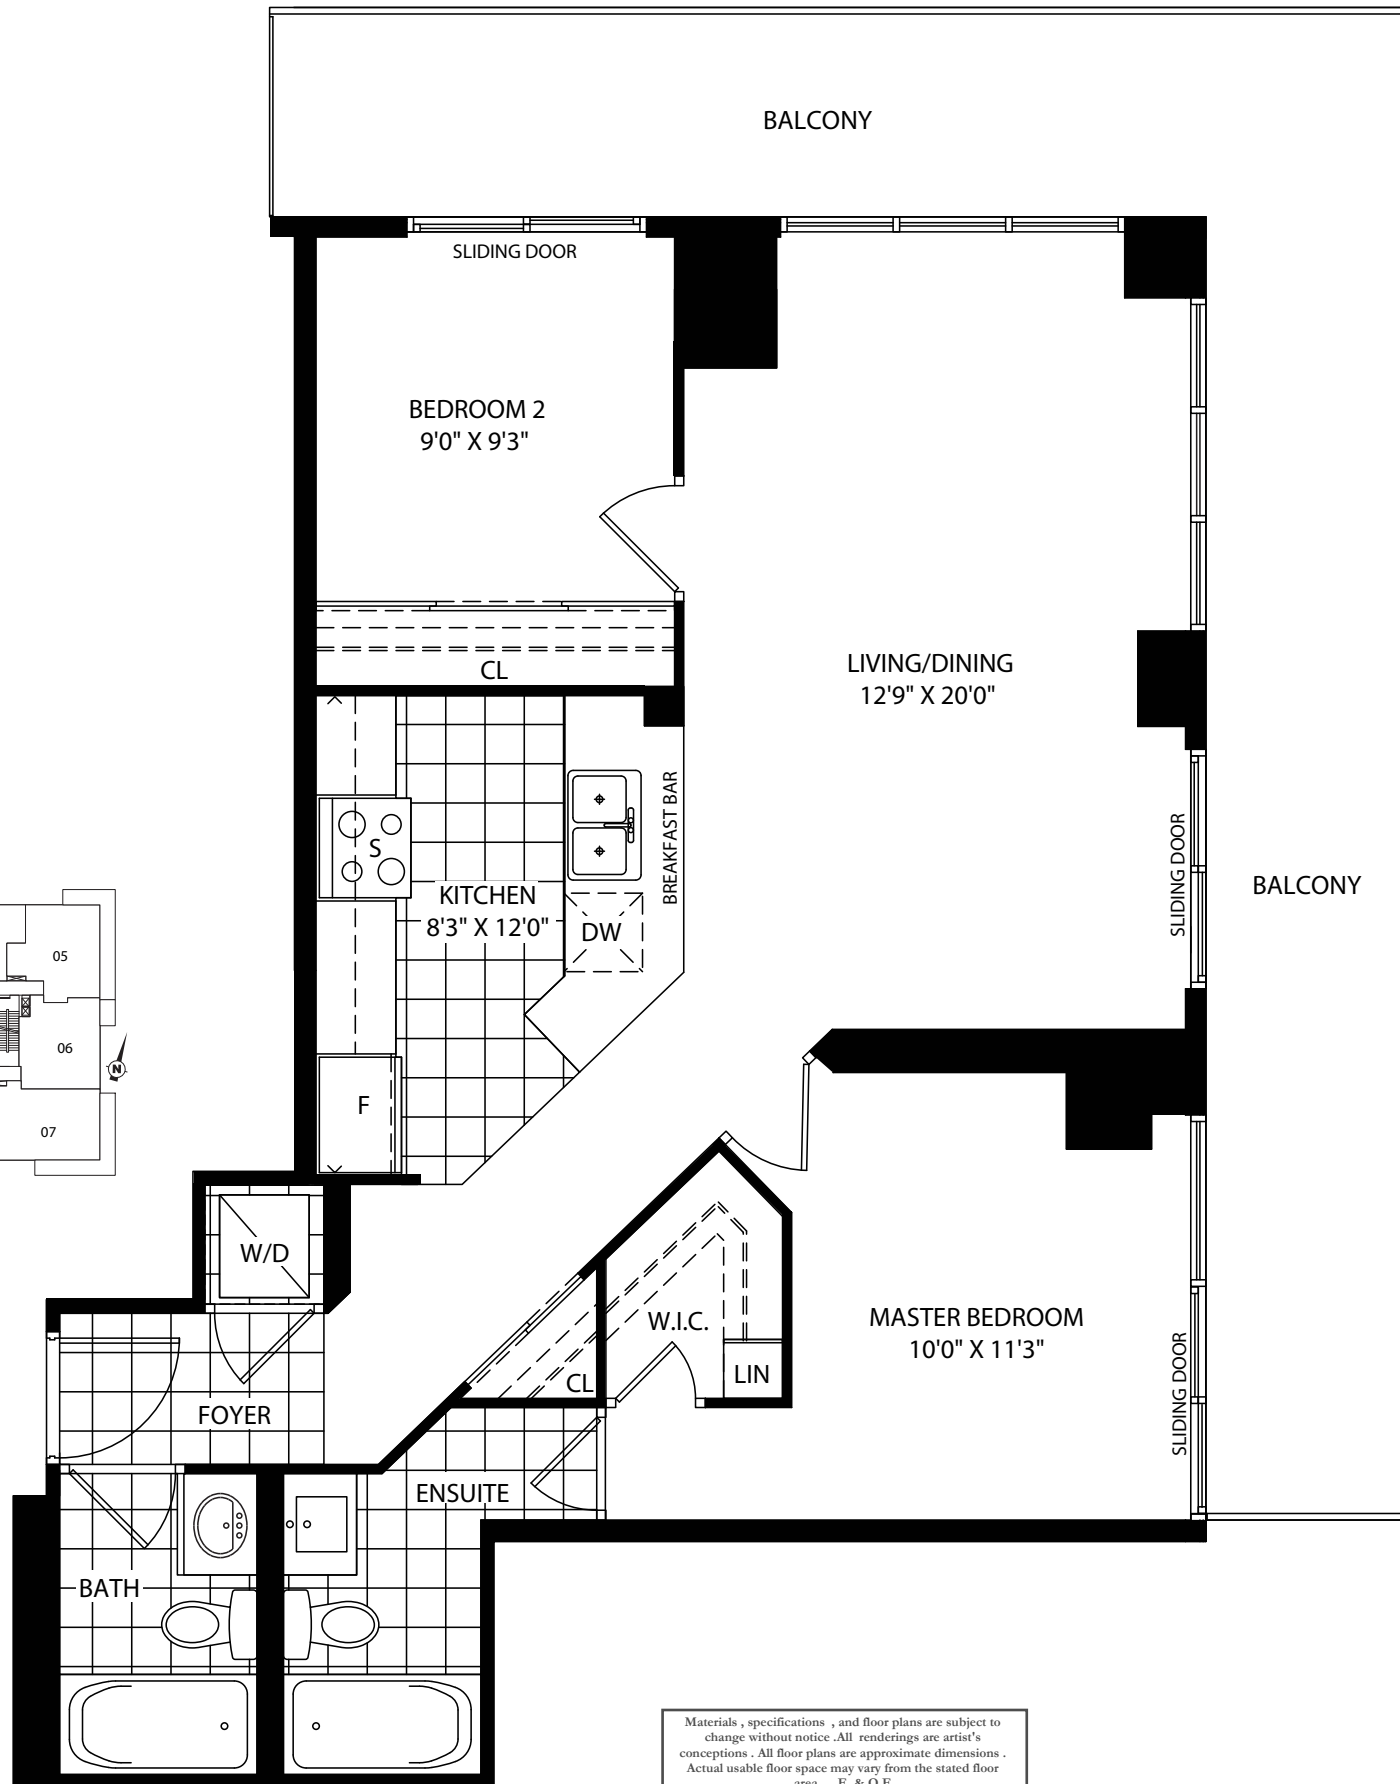 BALCONY
SLIDING DOOR
BEDROOM 2
9'0" X 9'3"
CL
LIVING/DINING
12'9" X 20'0"
BREAKFAST BAR
S
KITCHEN
8'3" X 12'0"
DW
SLIDING DOOR
BALCONY
05
06
N
07
F
W/D
W.I.C.
LIN
CL
MASTER BEDROOM
10'0" X 11'3"
SLIDING DOOR
FOYER
ENSUITE
BATH
Materials , specifications , and floor plans are subject to
change without notice .All renderings are artist's
conceptions . All floor plans are approximate dimensions .
Actual usable floor space may vary from the stated floor
area . E. & O.E.